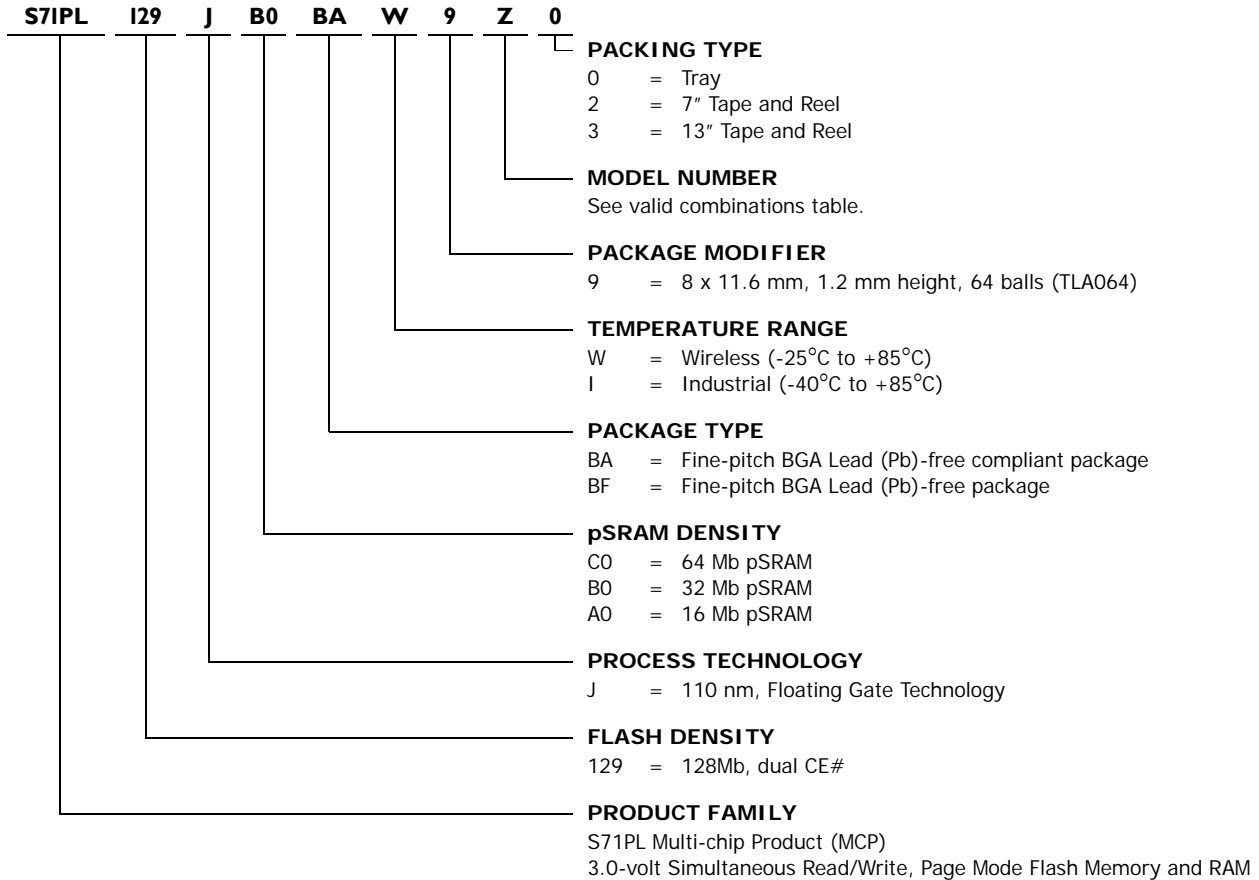 S71PL 129 J B0 BA W 9 Z 0
PACKING TYPE
0 = Tray
2 = 7" Tape and Reel
3 = 13" Tape and Reel
MODEL NUMBER
See valid combinations table.
PACKAGE MODIFIER
9 = 8 x 11.6 mm, 1.2 mm height, 64 balls (TLA064)
TEMPERATURE RANGE
W = Wireless (-25°C to +85°C)
I = Industrial (-40°C to +85°C)
PACKAGE TYPE
BA = Fine-pitch BGA Lead (Pb)-free compliant package
BF = Fine-pitch BGA Lead (Pb)-free package
pSRAM DENSITY
C0 = 64 Mb pSRAM
B0 = 32 Mb pSRAM
A0 = 16 Mb pSRAM
PROCESS TECHNOLOGY
J = 110 nm, Floating Gate Technology
FLASH DENSITY
129 = 128Mb, dual CE#
PRODUCT FAMILY
S71PL Multi-chip Product (MCP)
3.0-volt Simultaneous Read/Write, Page Mode Flash Memory and RAM